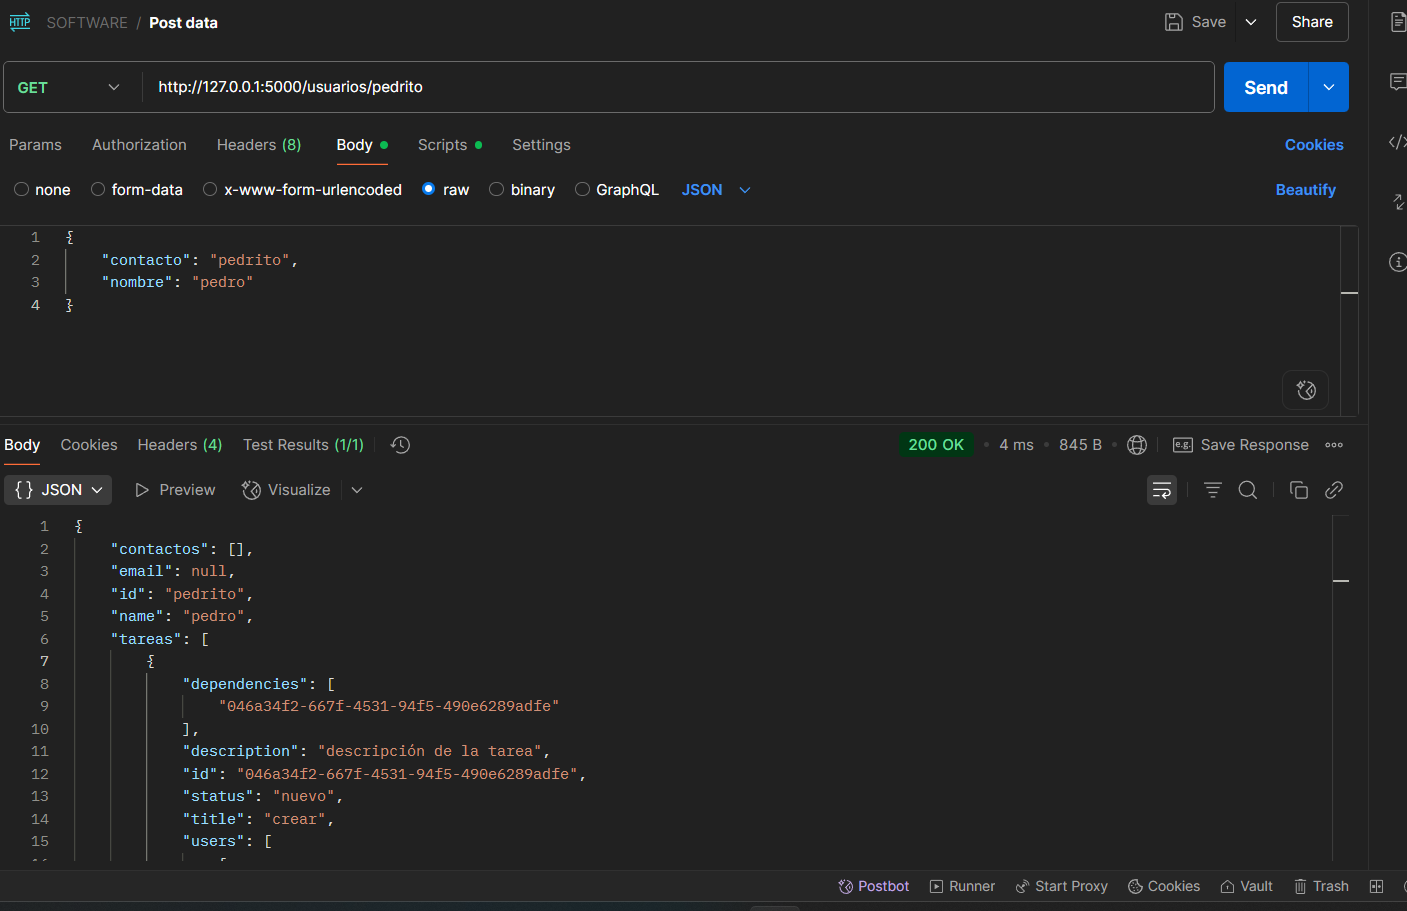 HTTP SOFTWARE / Post data Save Share
GET http://127.0.0.1:5000/usuarios/pedrito Send
Params Authorization Headers (8) Body Scripts Settings Cookies
none form-data x-www-form-urlencoded raw binary GraphQL JSON Beautify
1 {
2 "contacto": "pedrito",
3 "nombre": "pedro"
4 }
Body Cookies Headers (4) Test Results (1/1) 200 OK • 4 ms • 845 B • e.g. Save Response
{} JSON Preview Visualize
1 {
2 "contactos": [],
3 "email": null,
4 "id": "pedrito",
5 "name": "pedro",
6 "tareas": [
7 {
8 "dependencies": [
9 "046a34f2-667f-4531-94f5-490e6289adfe"
10 ],
11 "description": "descripción de la tarea",
12 "id": "046a34f2-667f-4531-94f5-490e6289adfe",
13 "status": "nuevo",
14 "title": "crear",
15 "users": [
Postbot Runner Start Proxy Cookies Vault Trash